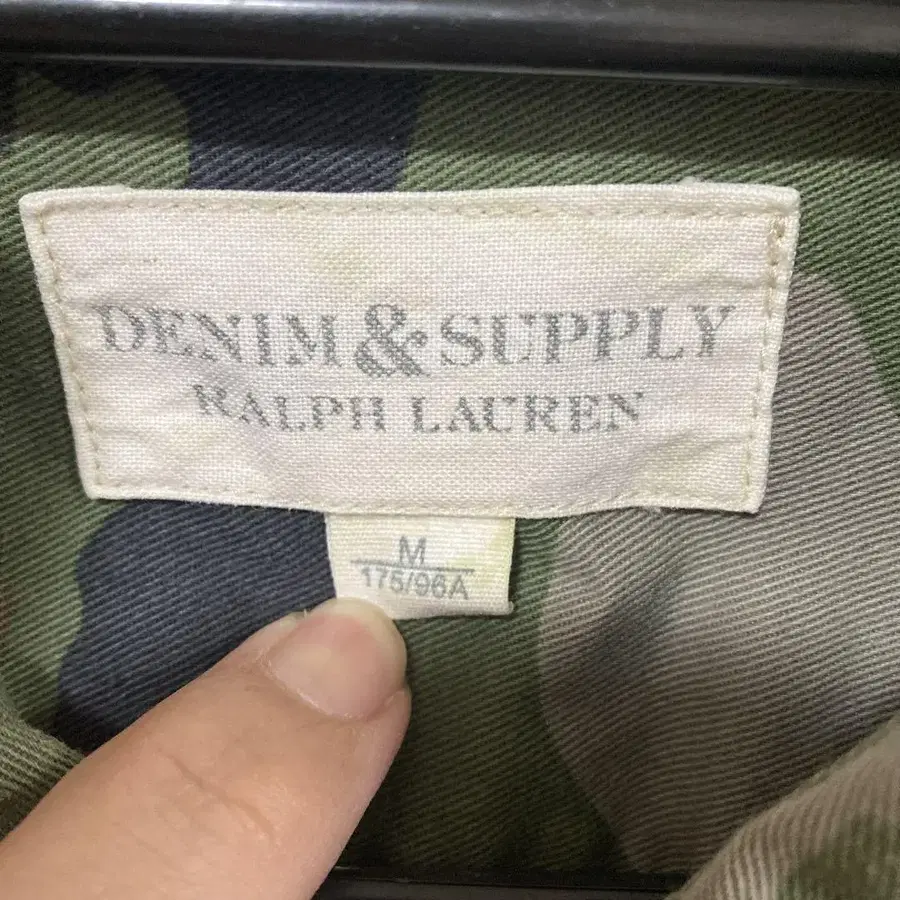 DENIM & SUPPLY
RALPH LAUREN
M
175/96A